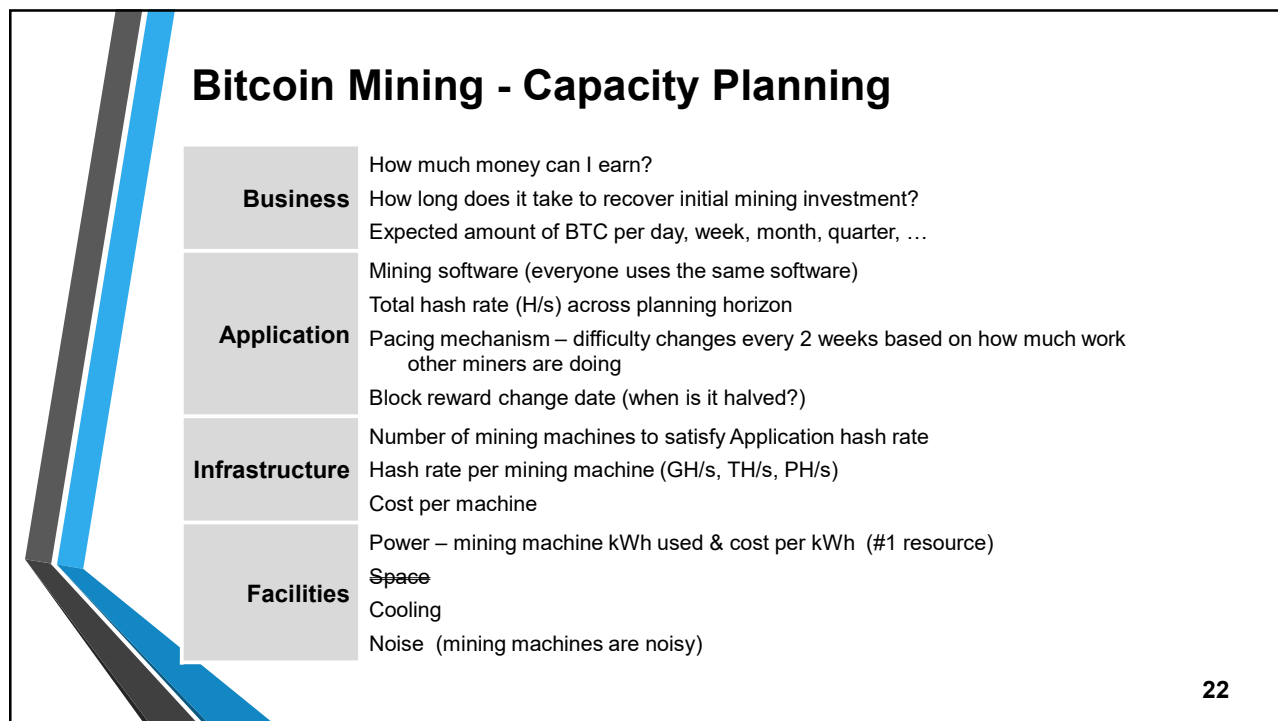 Bitcoin Mining - Capacity Planning
Business
How much money can I earn?
How long does it take to recover initial mining investment?
Expected amount of BTC per day, week, month, quarter, …
Application
Mining software (everyone uses the same software)
Total hash rate (H/s) across planning horizon
Pacing mechanism – difficulty changes every 2 weeks based on how much work
other miners are doing
Block reward change date (when is it halved?)
Infrastructure
Number of mining machines to satisfy Application hash rate
Hash rate per mining machine (GH/s, TH/s, PH/s)
Cost per machine
Facilities
Power – mining machine kWh used & cost per kWh (#1 resource)
Space
Cooling
Noise (mining machines are noisy)
22